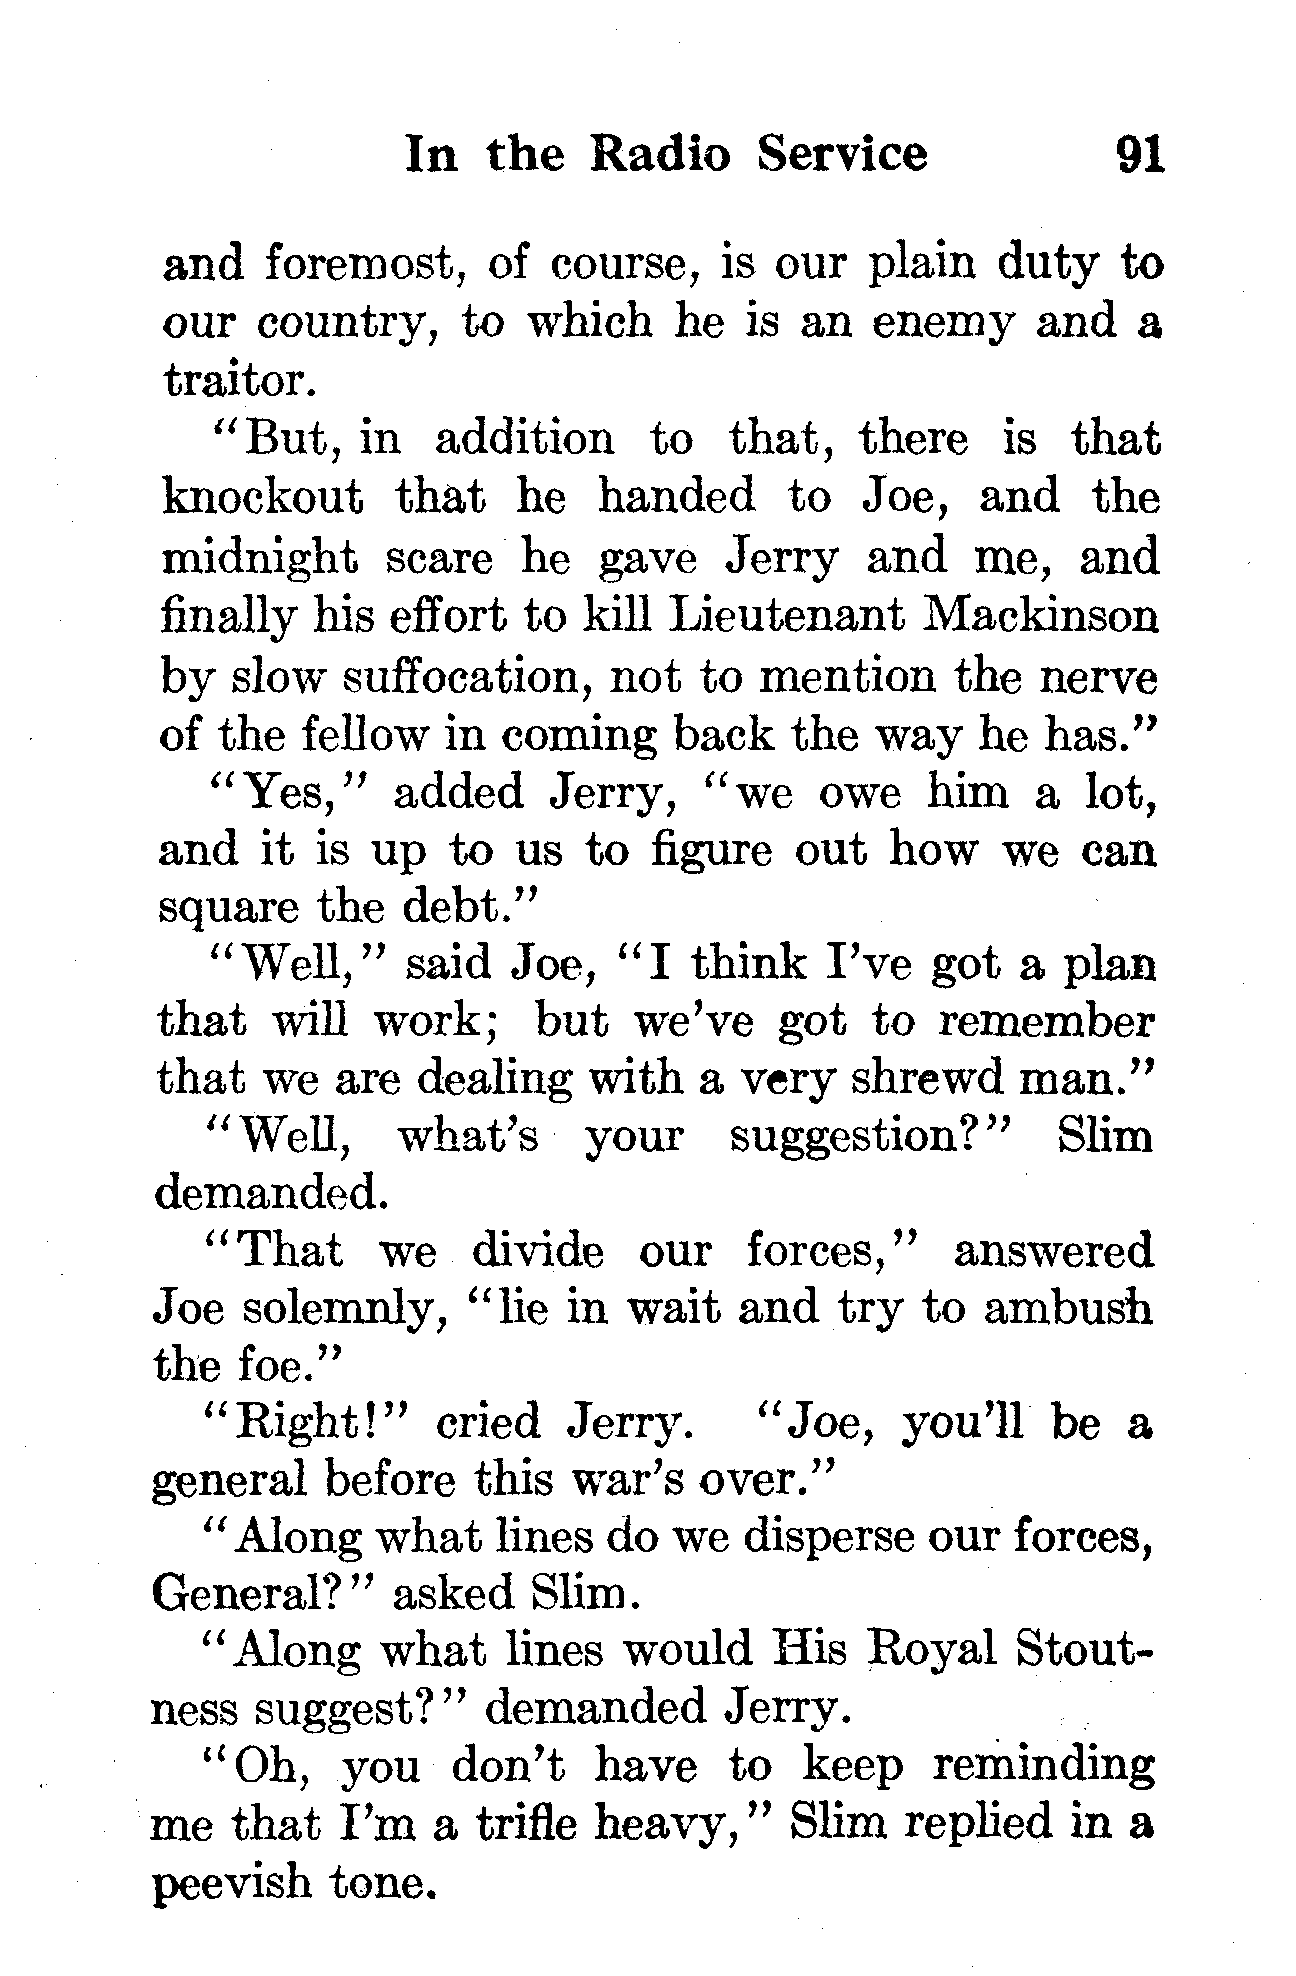 In the Radio Service 91
and foremost, of course, is our plain duty to
our country, to which he is an enemy and a
traitor.
"But, in addition to that, there is that
knockout that he handed to Joe, and the
midnight scare he gave Jerry and me, and
finally his effort to kill Lieutenant Mackinson
by slow suffocation, not to mention the nerve
of the fellow in coming back the way he has."
"Yes," added Jerry, "we owe him a lot,
and it is up to us to figure out how we can
square the debt."
"Well," said Joe, "I think I've got a plan
that will work; but we've got to remember
that we are dealing with a very shrewd man."
"Well, what's your suggestion?" Slim
demanded.
"That we divide our forces," answered
Joe solemnly, "lie in wait and try to ambush
the foe."
"Right!" cried Jerry. "Joe, you'll be a
general before this war's over."
"Along what lines do we disperse our forces,
General?" asked Slim.
"Along what lines would His Royal Stout-
ness suggest?" demanded Jerry.
"Oh, you don't have to keep reminding
me that I'm a trifle heavy," Slim replied in a
peevish tone.